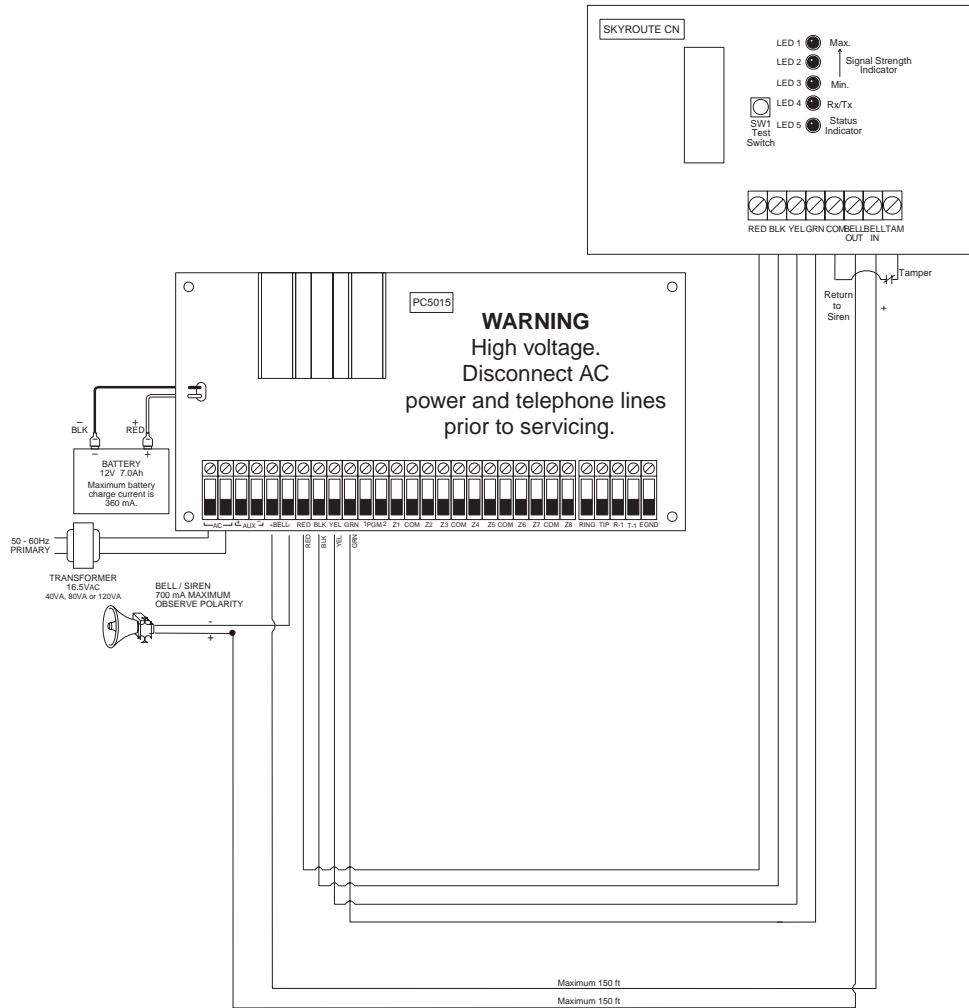 SKYROUTE CN
LED 1
Max.
LED 2
Signal Strength
Indicator
LED 3
Min.
LED 4
Rx/Tx
SW1
Test
Switch
LED 5
Status
Indicator
RED BLK YEL GRN COM BELL OUT BELL IN TAM
Tamper
Return
to
Siren
+
PC5015
WARNING
High voltage.
Disconnect AC
power and telephone lines
prior to servicing.
–
BLK
+
RED
– +
BATTERY
12V 7.0Ah
Maximum battery
charge current is
360 mA.
AC + AUX – +BELL- RED BLK YEL GRN 1PGM2 Z1 COM Z2 Z3 COM Z4 Z5 COM Z6 Z7 COM Z8 RING TIP R-1 T-1 EGND
RED
BLK
YEL
GRN
50 - 60Hz
PRIMARY
TRANSFORMER
16.5VAC
40VA, 80VA or 120VA
BELL / SIREN
700 mA MAXIMUM
OBSERVE POLARITY
-
+
Maximum 150 ft
Maximum 150 ft